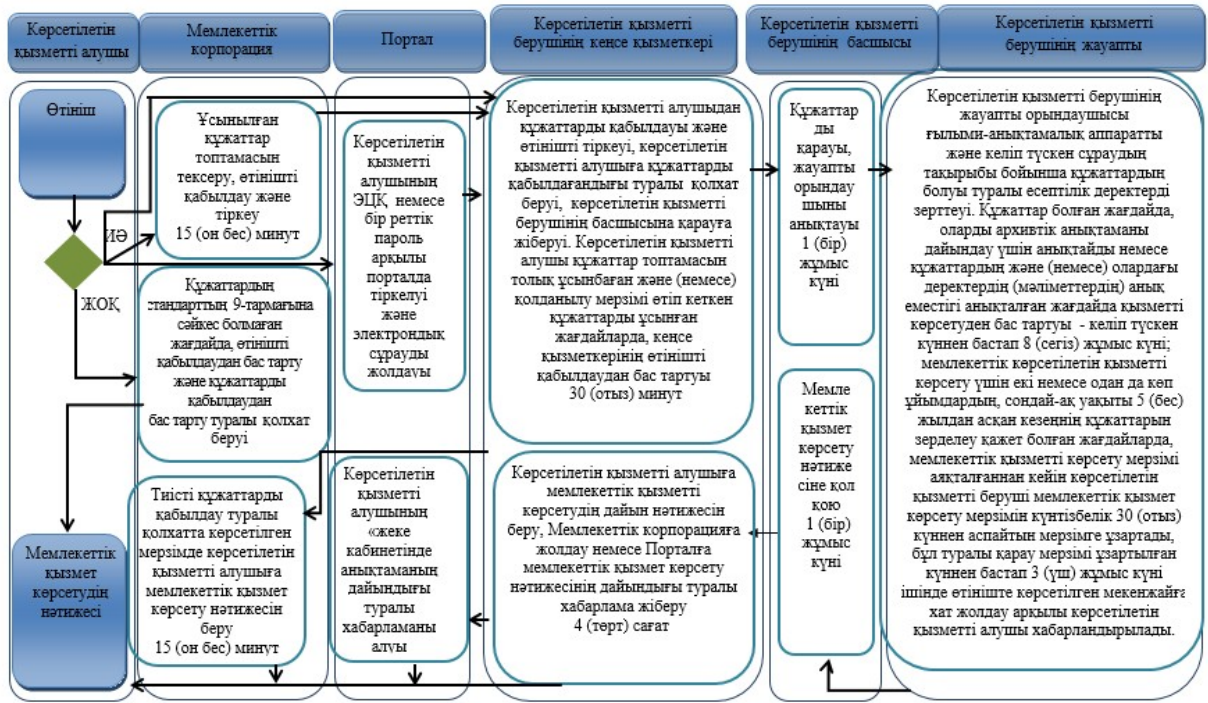 Көрсетілетін
қызметті алушы
Мемлекеттік
корпорация
Портал
Көрсетілетін қызметті
берушінің кеңсе қызметкері
Көрсетілетін қызметті
берушінің басшысы
Көрсетілетін қызметті
берушінің жауапты
Өтініш
ИӘ
ЖОҚ
Мемлекеттік
қызмет
көрсетудің
нәтижесі
Ұсынылған
құжаттар
топтамасын
тексеру, өтінішті
қабылдау және
тіркеу
15 (он бес) минут
Құжаттардың
стандарттың 9-тармағына
сәйкес болмаған
жағдайда, өтінішті
қабылдаудан бас тарту
және құжаттарды
қабылдаудан
бас тарту туралы қолхат
беруі
Тиісті құжаттарды
қабылдау туралы
қолхатта көрсетілген
мерзімде көрсетілетін
қызметті алушыға
мемлекеттік қызмет
көрсету нәтижесін
беру
15 (он бес) минут
Көрсетілетін
қызметті
алушының
ЭЦҚ немесе
бір реттік
пароль
арқылы
порталда
тіркелуі
және
электрондық
сұрауды
жолдауы
Көрсетілетін
қызметті
алушының
«жеке
кабинетінде
анықтаманың
дайындығы
туралы
хабарламаны
алуы
Көрсетілетін қызметті алушыдан
құжаттарды қабылдауы және
өтінішті тіркеуі, көрсетілетін
қызметті алушыға құжаттарды
қабылдағандығы туралы қолхат
беруі, көрсетілетін қызметті
берушінің басшысына қарауға
жіберуі. Көрсетілетін қызметті
алушы құжаттар топтамасын
толық ұсынбаған және (немесе)
қолданылу мерзімі өтіп кеткен
құжаттарды ұсынған
жағдайларда, кеңсе
қызметкерінің өтінішті
қабылдаудан бас тартуы
30 (отыз) минут
Көрсетілетін қызметті алушыға
мемлекеттік қызметті
көрсетудің дайын нәтижесін
беру, Мемлекеттік корпорацияға
жолдау немесе Порталға
мемлекеттік қызмет көрсету
нәтижесінің дайындығы туралы
хабарлама жіберу
4 (төрт) сағат
Құжаттар
ды
қарауы,
жауапты
орындау
шыны
анықтауы
1 (бір)
жұмыс
күні
Мемле
кеттік
қызмет
көрсету
нәтиже
сіне қол
қою
1 (бір)
жұмыс
күні
Көрсетілетін қызметті берушінің
жауапты орындаушысы
ғылыми-анықтамалық аппаратты
және келіп түскен сұраудың
тақырыбы бойынша құжаттардың
болуы туралы есептілік деректерді
зерттеуі. Құжаттар болған жағдайда,
оларды архивтік анықтаманы
дайындау үшін анықтайды немесе
құжаттардың және (немесе) олардағы
деректердің (мәліметтердің) анық
еместігі анықталған жағдайда қызметті
көрсетуден бас тартуы - келіп түскен
күннен бастап 8 (сегіз) жұмыс күні;
мемлекеттік көрсетілетін қызметті
көрсету үшін екі немесе одан да көп
ұйымдардың, сондай-ақ уақыты 5 (бес)
жылдан асқан кезеңнің құжаттарын
зерделеу қажет болған жағдайларда,
мемлекеттік қызметті көрсету мерзімі
аяқталғаннан кейін көрсетілетін
қызметті беруші мемлекеттік қызмет
көрсету мерзімін күнтізбелік 30 (отыз)
күннен аспайтын мерзімге ұзартады,
бұл туралы қарау мерзімі ұзартылған
күннен бастап 3 (үш) жұмыс күні
ішінде өтініште көрсетілген мекенжайға
хат жолдау арқылы көрсетілетін
қызметті алушы хабарландырылады.